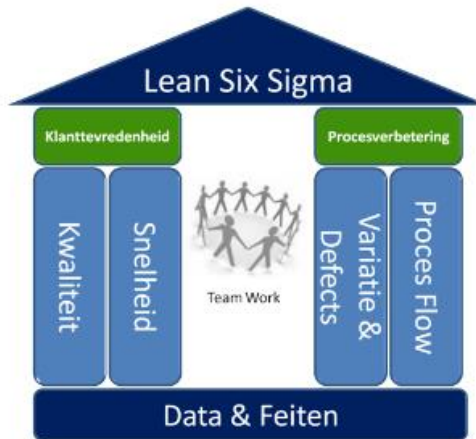 Lean Six Sigma
Klanttevredenheid
Procesverbetering
Kwaliteit
Snelheid
Team Work
Variatie &
Defects
Proces Flow
Data & Feiten